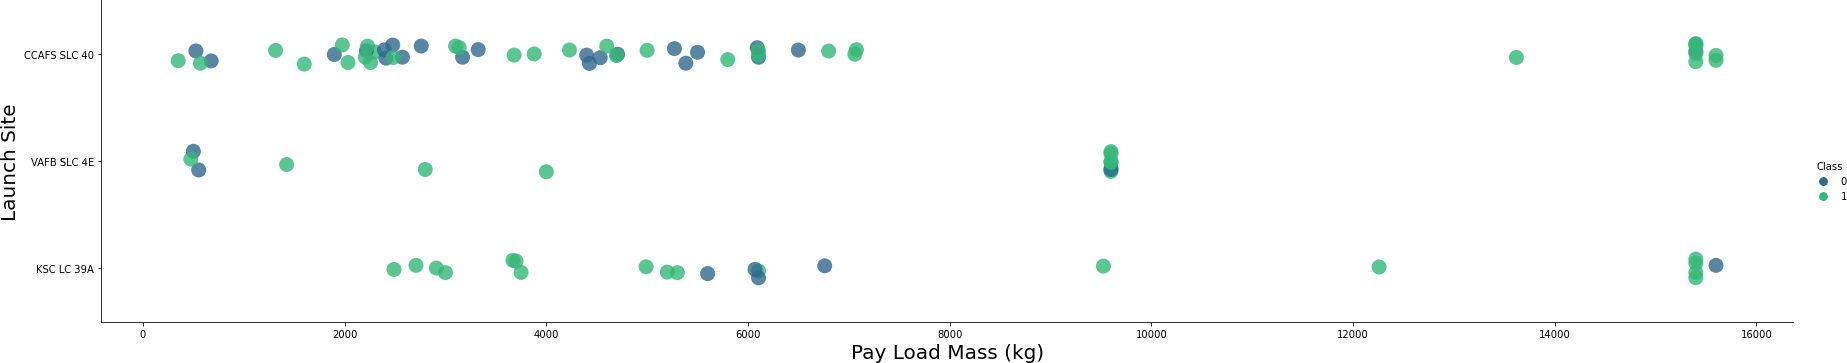 CCAFS SLC 40
VAFB SLC 4E
KSC LC 39A
Launch Site
0 2000 4000 6000 8000 10000 12000 14000 16000
Pay Load Mass (kg)
Class
0
1